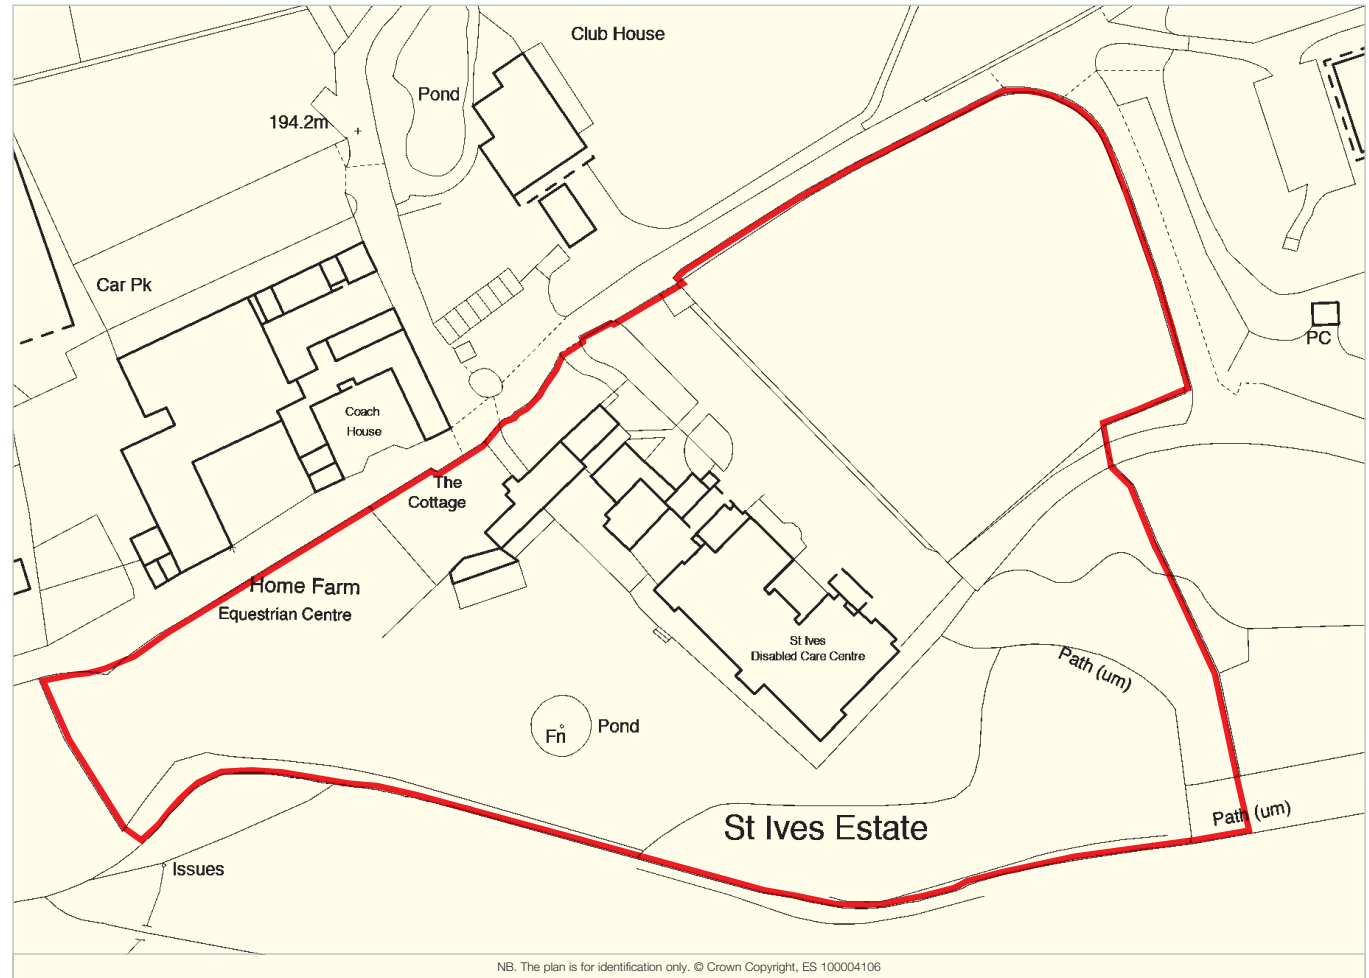 Club House
Pond
194.2m
Car Pk
PC
Coach
House
The
Cottage
Home Farm
Equestrian Centre
St Ives
Disabled Care Centre
Path (um)
Fn
Pond
St Ives Estate
Path (um)
Issues
NB. The plan is for identification only. © Crown Copyright, ES 100004106